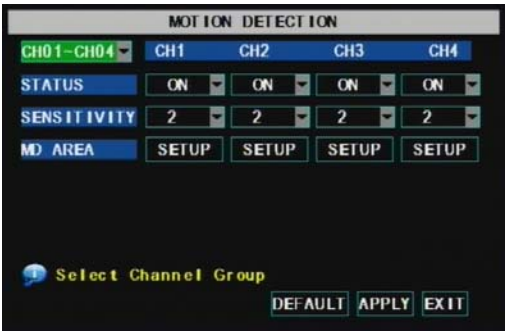 MOTION DETECTION
CH01-CH04 CH1 CH2 CH3 CH4
STATUS ON ON ON ON
SENSITIVITY 2 2 2 2
MD AREA SETUP SETUP SETUP SETUP
Select Channel Group
DEFAULT APPLY EXIT